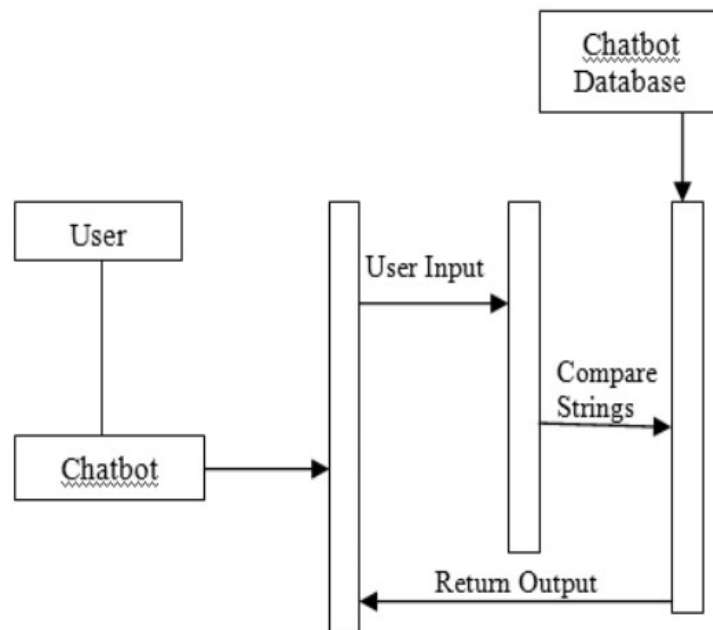 Chatbot
Database
User
User Input
Compare
Strings
Chatbot
Return Output